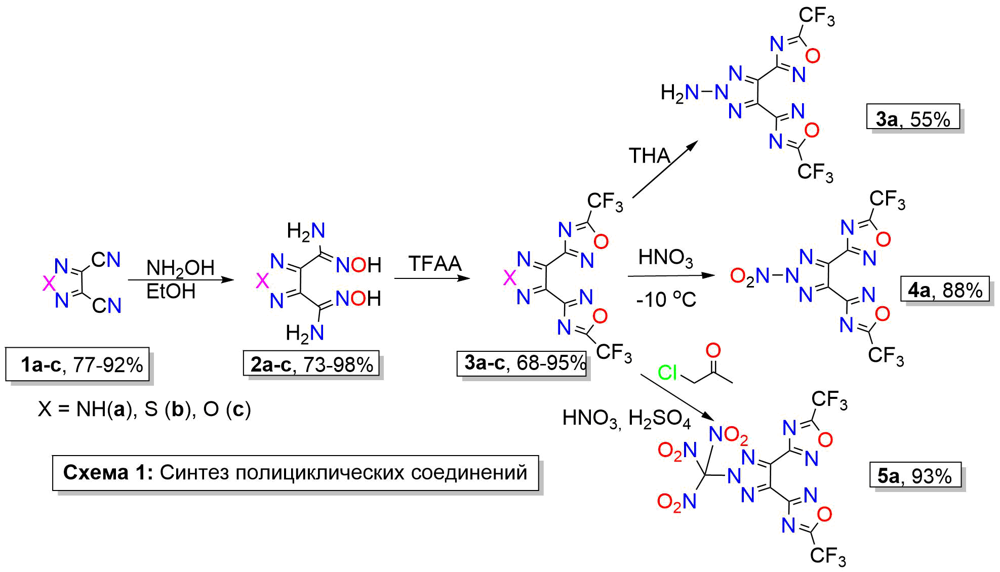 CF3
N
O
N
N
H2N
N
N
N
O
N
CF3
3a, 55%
THA
CF3
N
O
N
N
X
N
N
O
N
CF3
CF3
N
O
N
N
O2N
N
N
N
O
N
CF3
HNO3
-10 °C
4a, 88%
H2N
N
NOH
X
N
NOH
H2N
TFAA
N
CN
X
N
CN
NH2OH
EtOH
1a-c, 77-92%
2a-c, 73-98%
3a-c, 68-95%
X = NH(a), S (b), O (c)
O
Cl
HNO3, H2SO4
CF3
N
O
N
NO2
O2N
N
N
N
O2N
N
O
N
CF3
5a, 93%
Схема 1: Синтез полициклических соединений